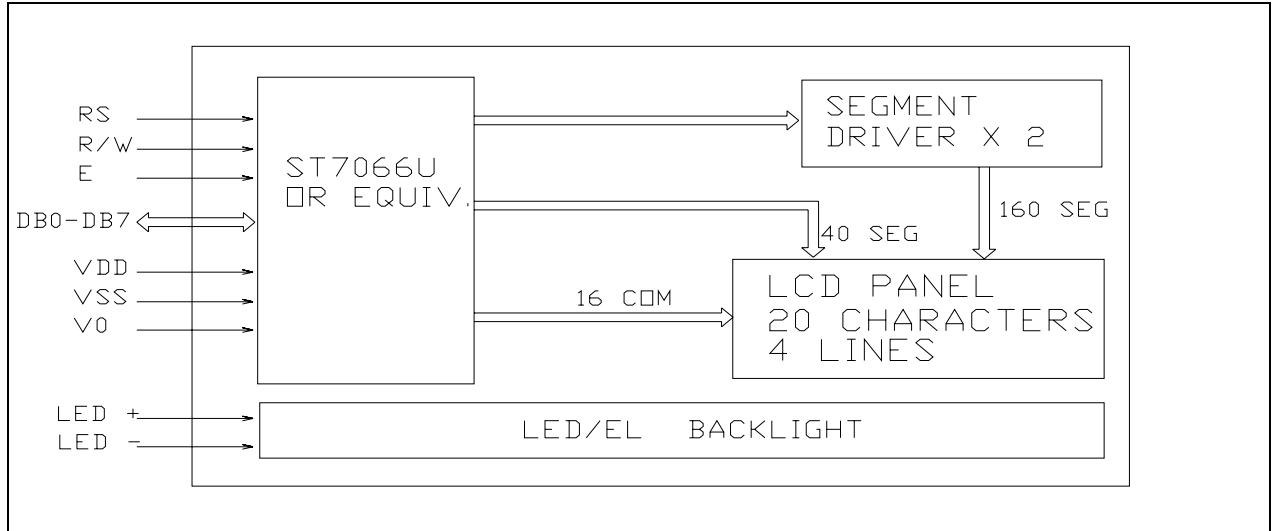 RS
R/W
E
DB0-DB7
VDD
VSS
V0
LED +
LED -
ST7066U
OR EQUIV.
SEGMENT
DRIVER X 2
160 SEG
40 SEG
16 COM
LCD PANEL
20 CHARACTERS
4 LINES
LED/EL BACKLIGHT